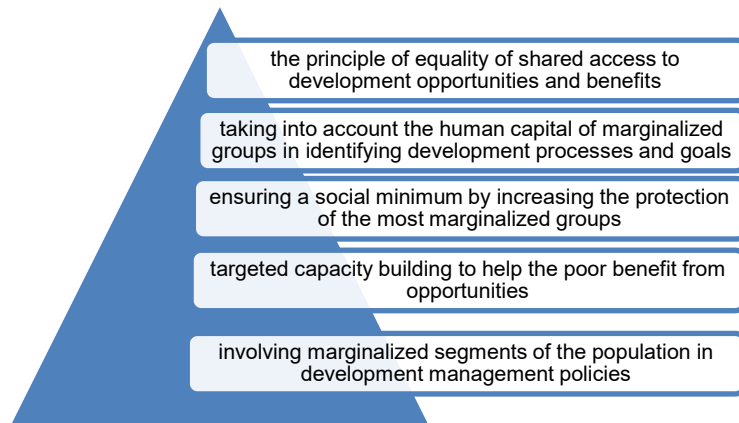 the principle of equality of shared access to
development opportunities and benefits
taking into account the human capital of marginalized
groups in identifying development processes and goals
ensuring a social minimum by increasing the protection
of the most marginalized groups
targeted capacity building to help the poor benefit from
opportunities
involving marginalized segments of the population in
development management policies